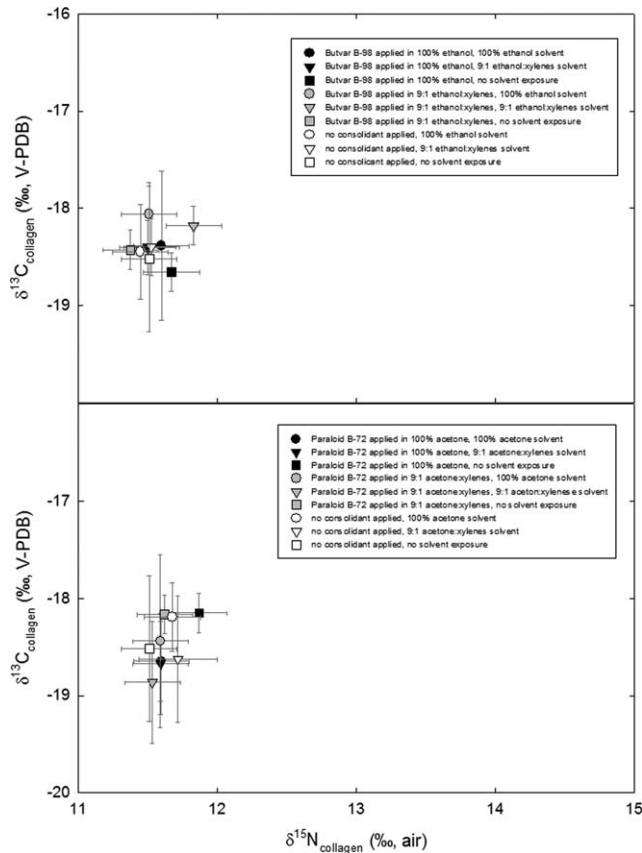 -16
Butvar B-98 applied in 100% ethanol, 100% ethanol solvent
Butvar B-98 applied in 100% ethanol, 9:1 ethanol:xylenes solvent
Butvar B-98 applied in 100% ethanol, no solvent exposure
Butvar B-98 applied in 9:1 ethanol:xylenes, 100% ethanol solvent
Butvar B-98 applied in 9:1 ethanol:xylenes, 9:1 ethanol:xylenes solvent
Butvar B-98 applied in 9:1 ethanol:xylenes, no solvent exposure
no consolidant applied, 100% ethanol solvent
no consolidant applied, 9:1 ethanol:xylenes solvent
no consolicant applied, no solvent exposure
-17
-18
-19
δ13Ccollagen (‰, V-PDB)
Paraloid B-72 applied in 100% acetone, 100% acetone solvent
Paraloid B-72 applied in 100% acetone, 9:1 acetone:xylenes solvent
Paraloid B-72 applied in 100% acetone, no solvent exposure
Paraloid B-72 applied in 9:1 acetone:xylenes, 100% acetone solvent
Paraloid B-72 applied in 9:1 acetone:xylenes, 9:1 aceton:xylenese solvent
Paraloid B-72 applied in 9:1 acetone:xylenes, no solvent exposure
no consolidant applied, 100% acetone solvent
no consolidant applied, 9:1 acetone:xylenes solvent
no consolidant applied, no solvent exposure
-17
-18
-19
-20
δ13Ccollagen (‰, V-PDB)
11 12 13 14 15
δ15Ncollagen (‰, air)